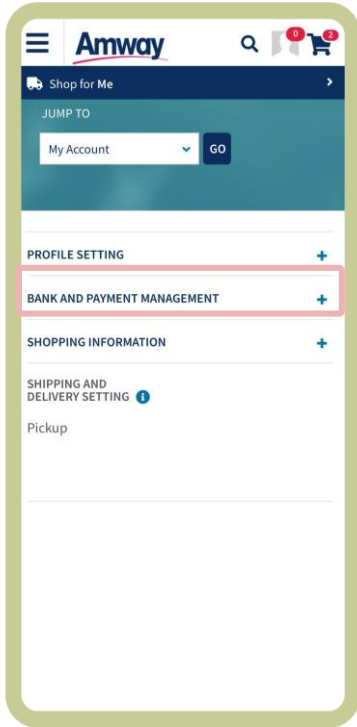 Amway
0
2
Shop for Me
JUMP TO
My Account
GO
PROFILE SETTING
BANK AND PAYMENT MANAGEMENT
SHOPPING INFORMATION
SHIPPING AND
DELIVERY SETTING i
Pickup